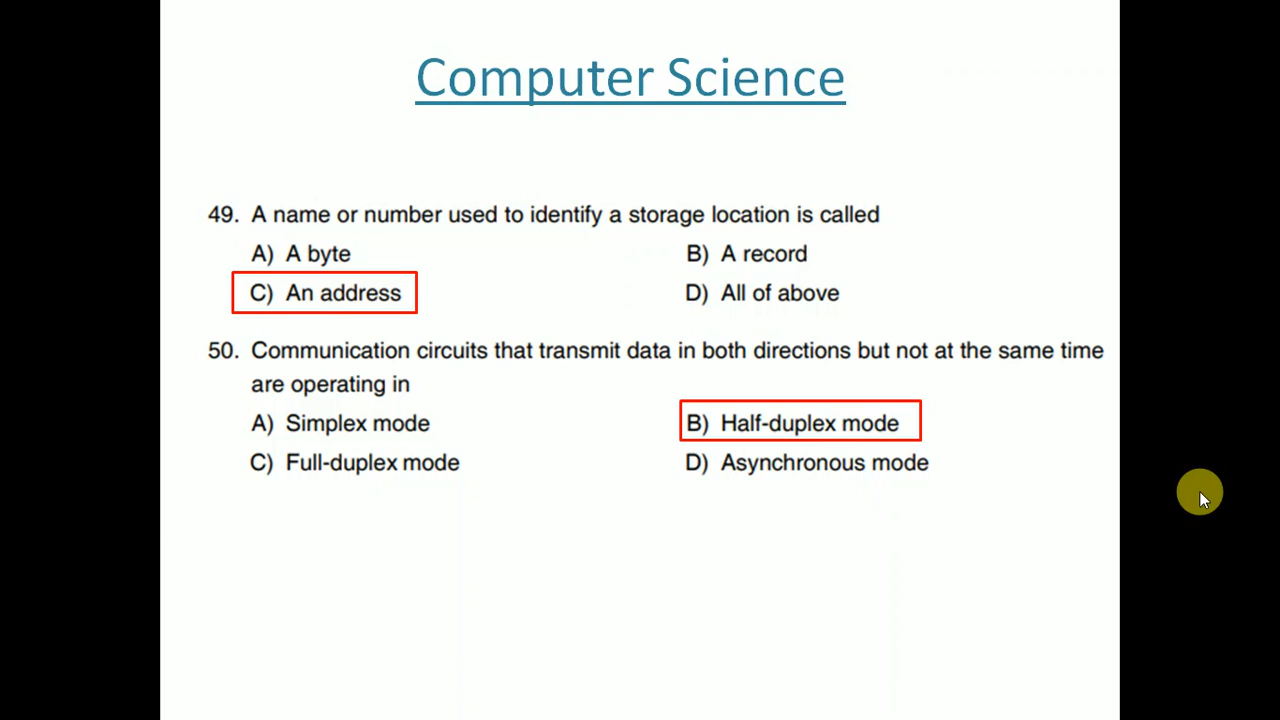 Computer Science
49. A name or number used to identify a storage location is called
A) A byte B) A record
C) An address D) All of above
50. Communication circuits that transmit data in both directions but not at the same time
are operating in
A) Simplex mode B) Half-duplex mode
C) Full-duplex mode D) Asynchronous mode